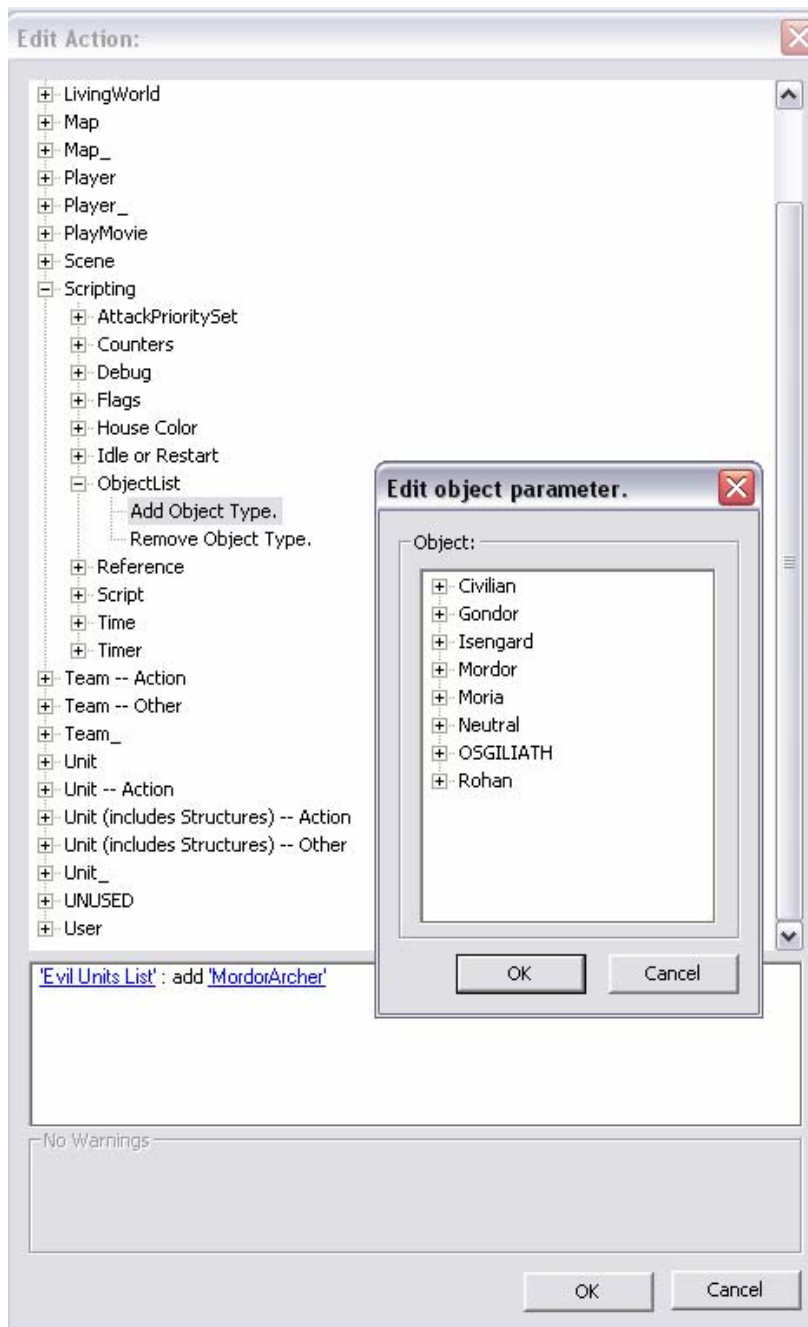 Edit Action:
LivingWorld
Map
Map_
Player
Player_
PlayMovie
Scene
Scripting
AttackPrioritySet
Counters
Debug
Flags
House Color
Idle or Restart
ObjectList
Add Object Type.
Remove Object Type.
Reference
Script
Time
Timer
Team -- Action
Team -- Other
Team_
Unit
Unit -- Action
Unit (includes Structures) -- Action
Unit (includes Structures) -- Other
Unit_
UNUSED
User
Edit object parameter.
Object:
Civilian
Gondor
Isengard
Mordor
Moria
Neutral
OSGILIATH
Rohan
OK Cancel
'Evil Units List' : add 'MordorArcher'
No Warnings
OK Cancel